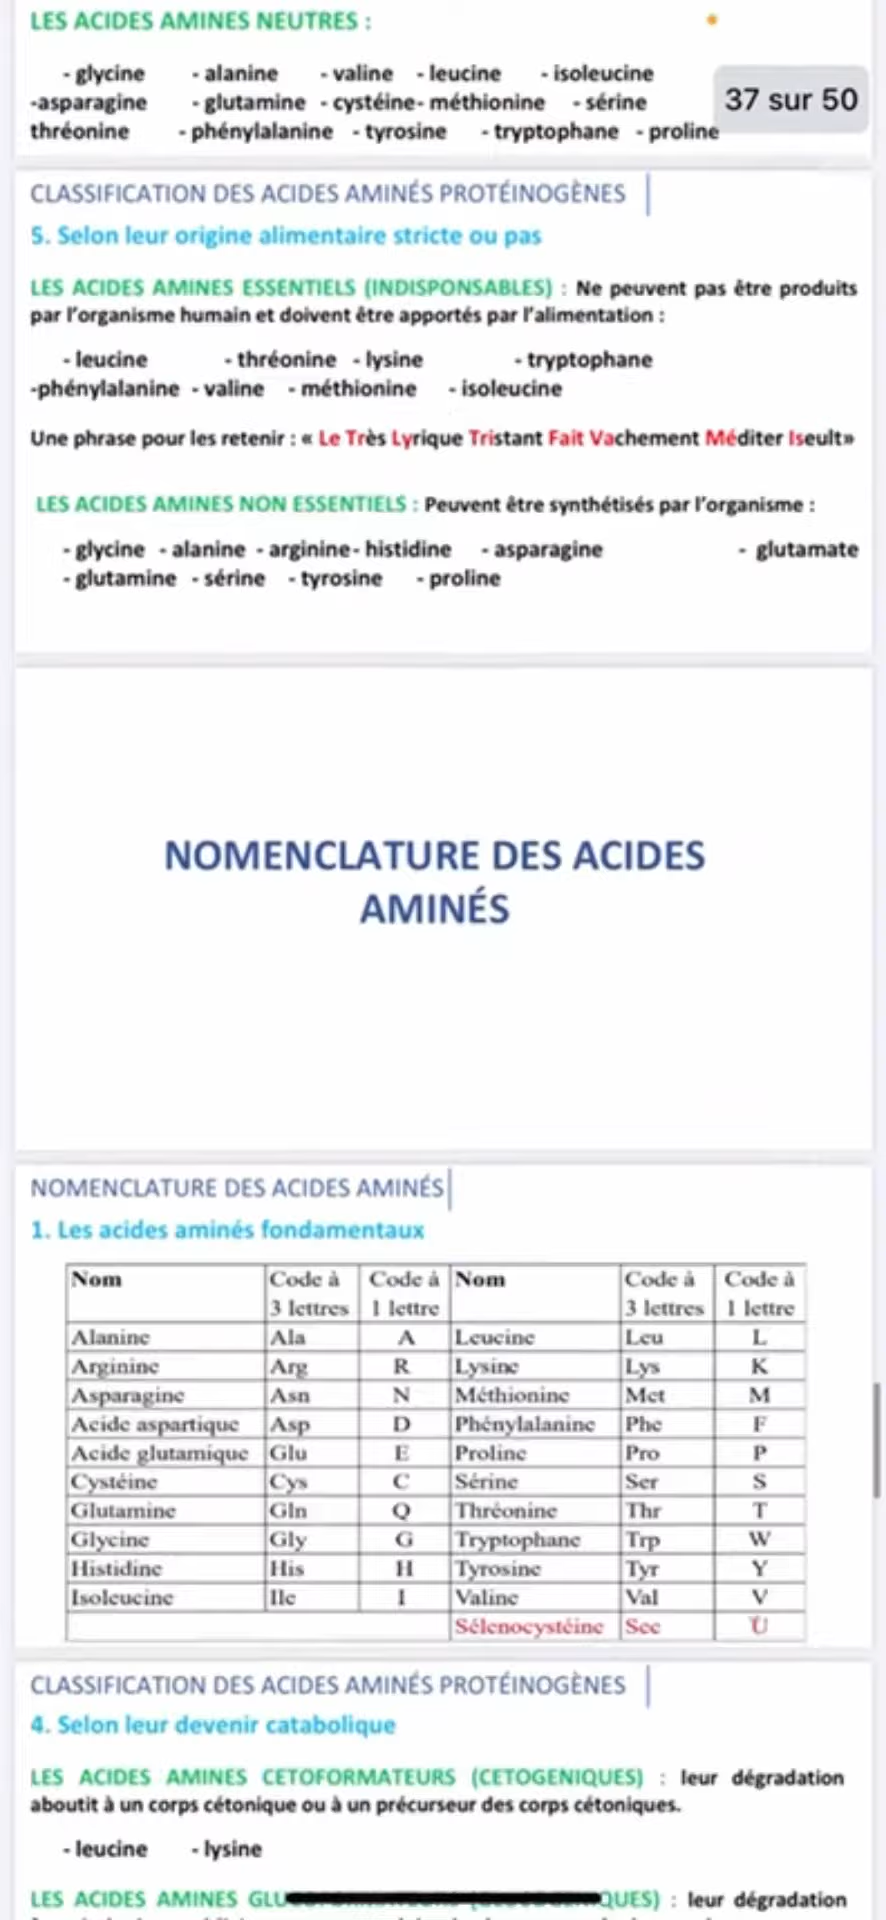 LES ACIDES AMINES NEUTRES :
- glycine - alanine - valine - leucine - isoleucine
-asparagine - glutamine - cystéine- méthionine - sérine
37 sur 50
thréonine - phénylalanine - tyrosine - tryptophane - proline
CLASSIFICATION DES ACIDES AMINÉS PROTÉINOGÈNES
5. Selon leur origine alimentaire stricte ou pas
LES ACIDES AMINES ESSENTIELS (INDISPONSABLES) : Ne peuvent pas être produits
par l'organisme humain et doivent être apportés par l'alimentation :
- leucine - thréonine - lysine - tryptophane
-phénylalanine - valine - méthionine - isoleucine
Une phrase pour les retenir : « Le Très Lyrique Tristant Fait Vachement Méditer Iseult»
LES ACIDES AMINES NON ESSENTIELS : Peuvent être synthétisés par l'organisme :
- glycine - alanine - arginine- histidine - asparagine - glutamate
- glutamine - sérine - tyrosine - proline
NOMENCLATURE DES ACIDES
AMINÉS
NOMENCLATURE DES ACIDES AMINÉS
1. Les acides aminés fondamentaux
Nom Code à 3 lettres Code à 1 lettre Nom Code à 3 lettres Code à 1 lettre
Alanine Ala A Leucine Leu L
Arginine Arg R Lysine Lys K
Asparagine Asn N Méthionine Met M
Acide aspartique Asp D Phénylalanine Phe F
Acide glutamique Glu E Proline Pro P
Cystéine Cys C Sérine Ser S
Glutamine Gln Q Thréonine Thr T
Glycine Gly G Tryptophane Trp W
Histidine His H Tyrosine Tyr Y
Isoleucine Ile I Valine Val V
Sélenocystéine Sec U
CLASSIFICATION DES ACIDES AMINÉS PROTÉINOGÈNES
4. Selon leur devenir catabolique
LES ACIDES AMINES CETOFORMATEURS (CETOGENIQUES) : leur dégradation
aboutit à un corps cétonique ou à un précurseur des corps cétoniques.
- leucine - lysine
LES ACIDES AMINES GLU QUES) : leur dégradation